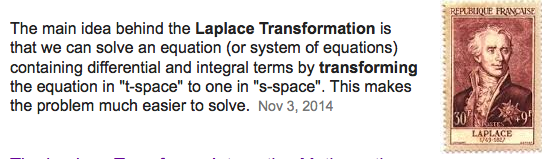 The main idea behind the Laplace Transformation is
that we can solve an equation (or system of equations)
containing differential and integral terms by transforming
the equation in "t-space" to one in "s-space". This makes
the problem much easier to solve. Nov 3, 2014
REPUBLIQUE FRANÇAISE
30F +9F
POSTES
LAPLACE
1749-1827